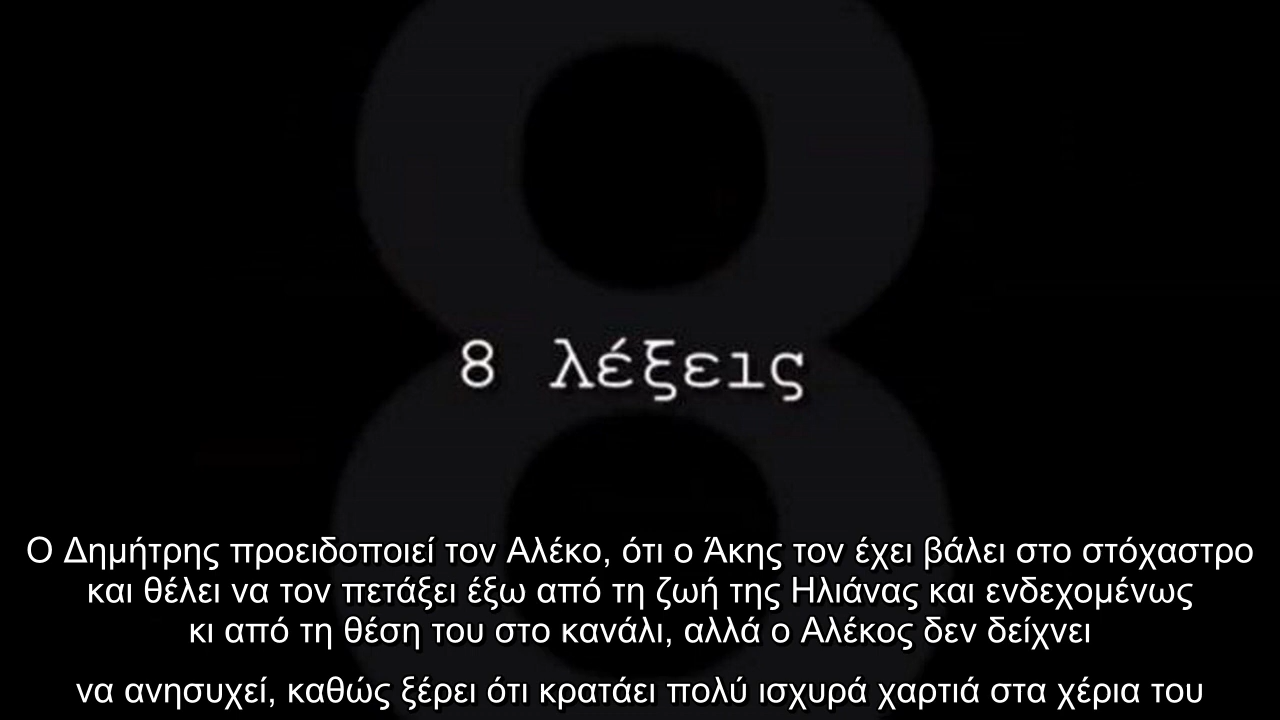 8 λέξεις
Ο Δημήτρης προειδοποιεί τον Αλέκο, ότι ο Άκης τον έχει βάλει στο στόχαστρο
και θέλει να τον πετάξει έξω από τη ζωή της Ηλιάνας και ενδεχομένως
κι από τη θέση του στο κανάλι, αλλά ο Αλέκος δεν δείχνει
να ανησυχεί, καθώς ξέρει ότι κρατάει πολύ ισχυρά χαρτιά στα χέρια του